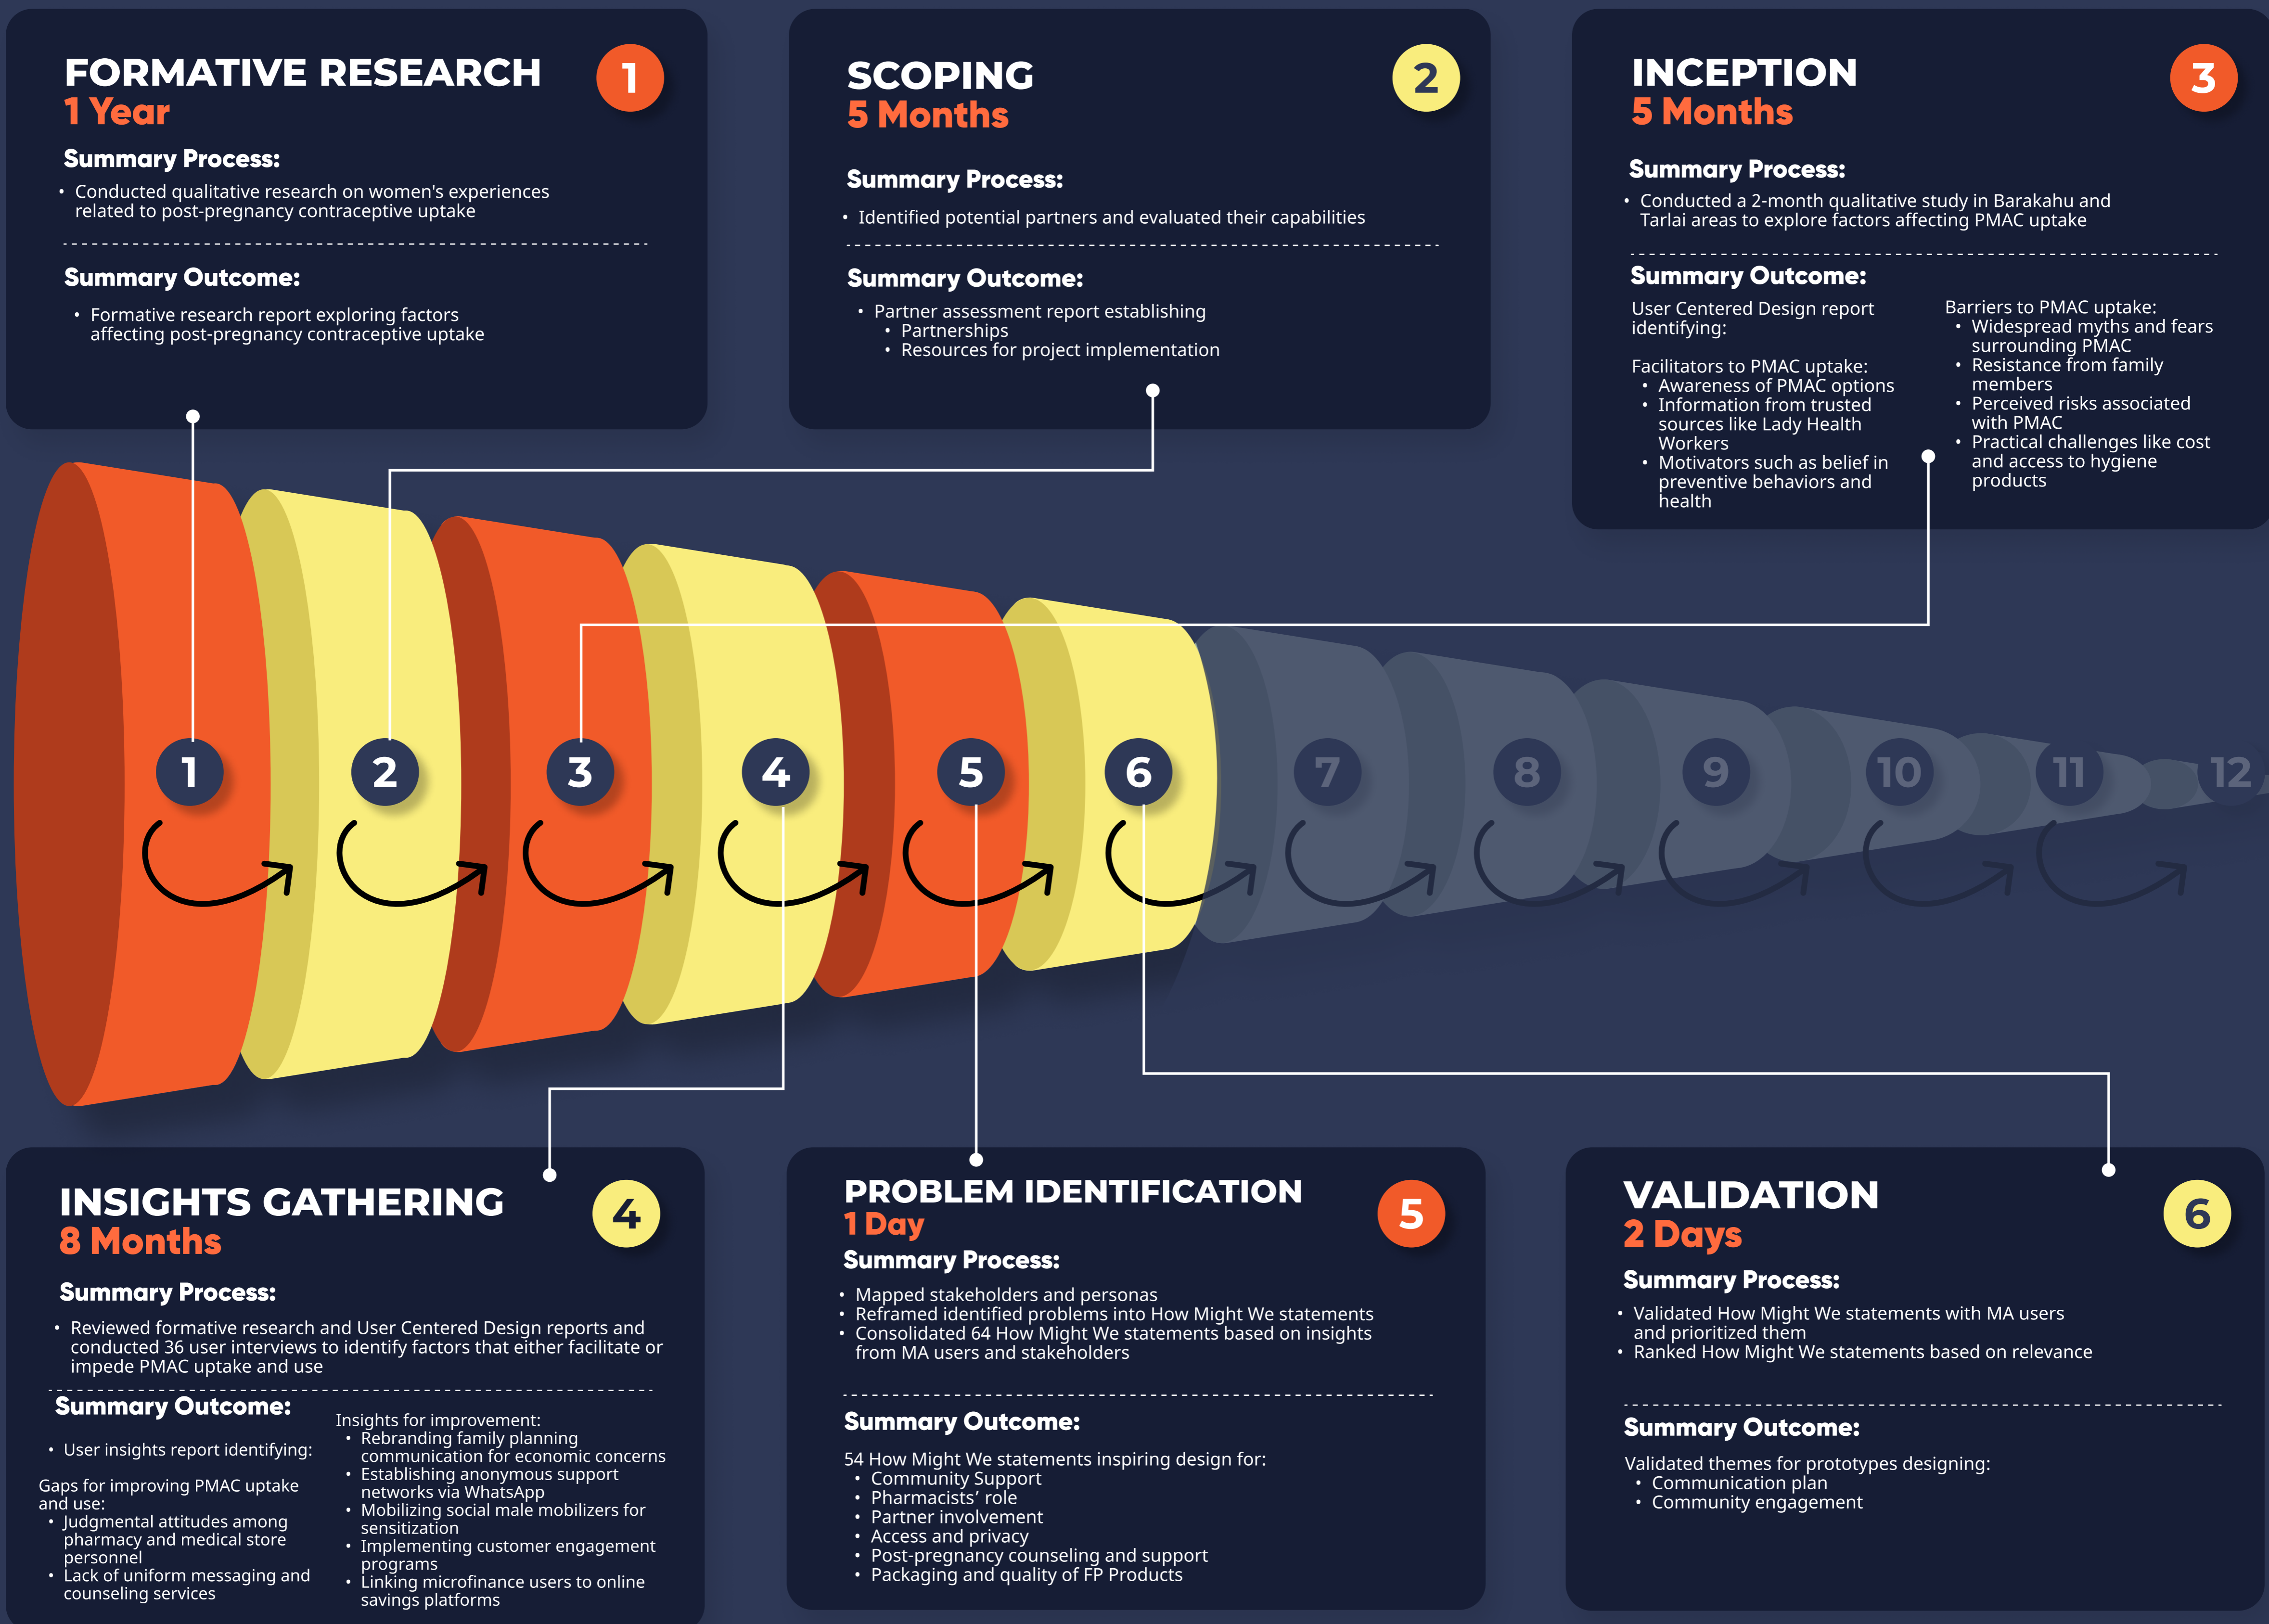 FORMATIVE RESEARCH
1 Year
1
Summary Process:
• Conducted qualitative research on women's experiences
related to post-pregnancy contraceptive uptake
Summary Outcome:
• Formative research report exploring factors
affecting post-pregnancy contraceptive uptake
SCOPING
5 Months
2
Summary Process:
• Identified potential partners and evaluated their capabilities
Summary Outcome:
• Partner assessment report establishing
• Partnerships
• Resources for project implementation
INCEPTION
5 Months
3
Summary Process:
• Conducted a 2-month qualitative study in Barakahu and
Tarlai areas to explore factors affecting PMAC uptake
Summary Outcome:
User Centered Design report
identifying:
Facilitators to PMAC uptake:
• Awareness of PMAC options
• Information from trusted
sources like Lady Health
Workers
• Motivators such as belief in
preventive behaviors and
health
Barriers to PMAC uptake:
• Widespread myths and fears
surrounding PMAC
• Resistance from family
members
• Perceived risks associated
with PMAC
• Practical challenges like cost
and access to hygiene
products
1
2
3
4
5
6
7
8
9
10
11
12
INSIGHTS GATHERING
8 Months
4
Summary Process:
• Reviewed formative research and User Centered Design reports and
conducted 36 user interviews to identify factors that either facilitate or
impede PMAC uptake and use
Summary Outcome:
• User insights report identifying:
Gaps for improving PMAC uptake
and use:
• Judgmental attitudes among
pharmacy and medical store
personnel
• Lack of uniform messaging and
counseling services
Insights for improvement:
• Rebranding family planning
communication for economic concerns
• Establishing anonymous support
networks via WhatsApp
• Mobilizing social male mobilizers for
sensitization
• Implementing customer engagement
programs
• Linking microfinance users to online
savings platforms
PROBLEM IDENTIFICATION
1 Day
5
Summary Process:
• Mapped stakeholders and personas
• Reframed identified problems into How Might We statements
• Consolidated 64 How Might We statements based on insights
from MA users and stakeholders
Summary Outcome:
54 How Might We statements inspiring design for:
• Community Support
• Pharmacists’ role
• Partner involvement
• Access and privacy
• Post-pregnancy counseling and support
• Packaging and quality of FP Products
VALIDATION
2 Days
6
Summary Process:
• Validated How Might We statements with MA users
and prioritized them
• Ranked How Might We statements based on relevance
Summary Outcome:
Validated themes for prototypes designing:
• Communication plan
• Community engagement